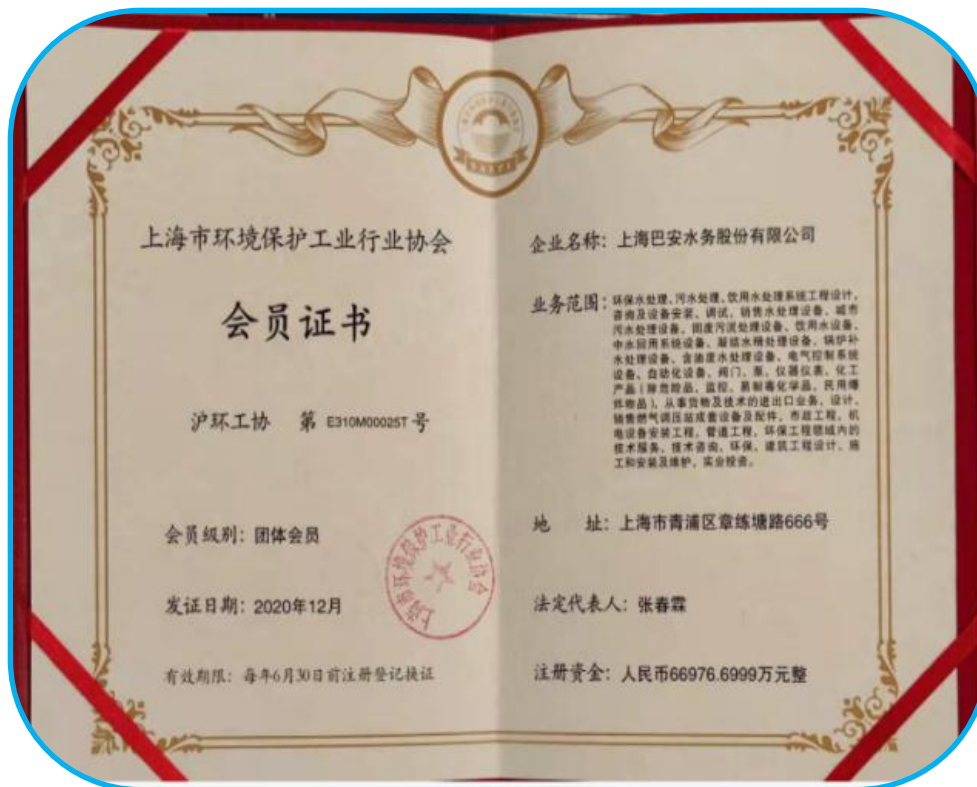 上海市环境保护工业行业协会
会员证书
沪环工协 第 E310M00025T 号
会员级别：团体会员
发证日期：2020年12月
有效期限：每年6月30日前注册登记换证
上海市环境保护工业行业协会
企业名称：上海巴安水务股份有限公司
业务范围：环保水处理、污水处理、饮用水处理系统工程设计、
咨询及设备安装、调试、销售水处理设备、城市
污水处理设备、固废污泥处理设备、饮用水设备、
中水回用系统设备、凝结水精处理设备、锅炉补
水处理设备、含油废水处理设备、电气控制系统
设备、自动化设备、阀门、泵、仪器仪表、化工
产品（除危险品、监控、易制毒化学品、民用爆
炸物品）、从事货物及技术的进出口业务、设计、
销售燃气调压站成套设备及配件，市政工程，机
电设备安装工程，管道工程，环保工程领域内的
技术服务、技术咨询，环保、建筑工程设计、施
工和安装及维护，实业投资。
地 址：上海市青浦区章练塘路666号
法定代表人：张春霖
注册资金：人民币66976.6999万元整